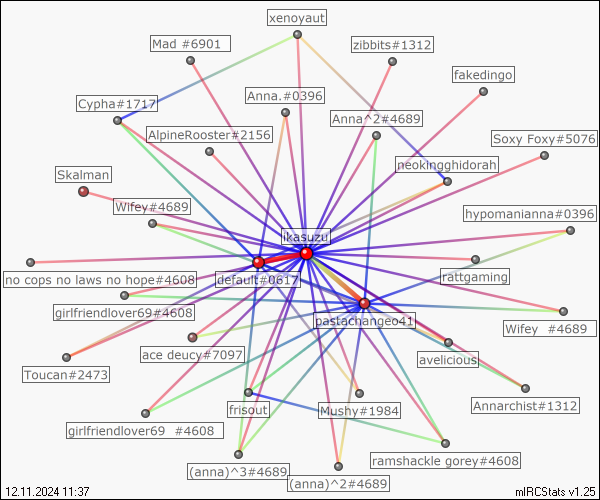 xenoyaut
Mad #6901
zibbits#1312
fakedingo
Cypha#1717
Anna.#0396
Anna^2#4689
AlpineRooster#2156
Soxy Foxy#5076
neokingghidorah
Skalman
Wifey#4689
hypomanianna#0396
ikasuzu
no cops no laws no hope#4608
default#0617
rattgaming
girlfriendlover69#4608
pastachangeo41
Wifey #4689
ace deucy#7097
avelicious
Toucan#2473
frisout
Mushy#1984
Annarchist#1312
girlfriendlover69 #4608
(anna)^3#4689
(anna)^2#4689
ramshackle gorey#4608
12.11.2024 11:37
mIRCStats v1.25